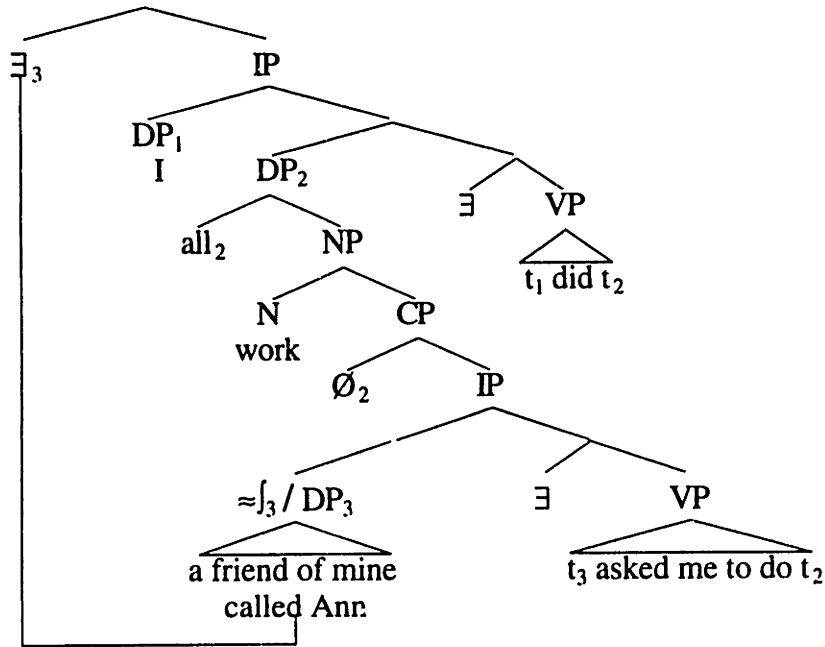 ∃₃ IP
DP₁
I DP₂ ∃ VP
all₂ NP t₁ did t₂
N CP
work
Ø₂ IP
≈∫₃ / DP₃ ∃ VP
a friend of mine t₃ asked me to do t₂
called Ann